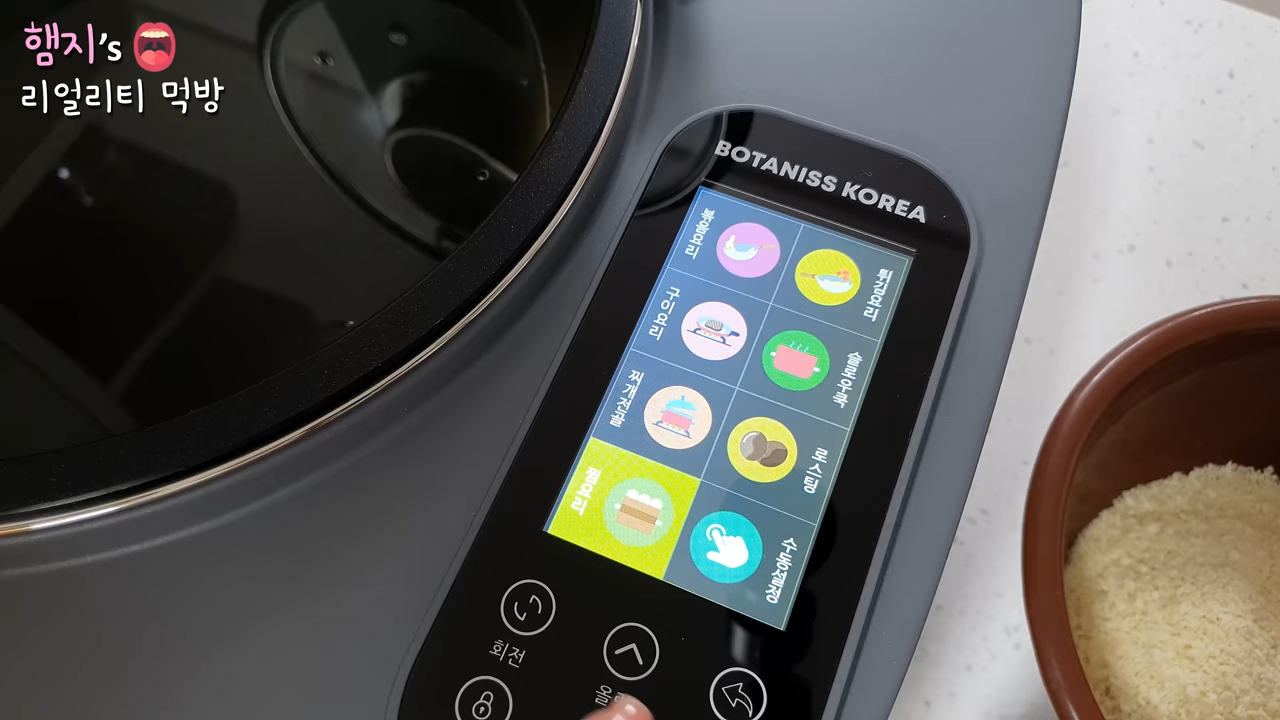 햄지's
리얼리티 먹방
BOTANISS KOREA
볶음요리
구이요리
찌개전골
찜요리
튀김요리
슬로우쿡
로스팅
수동조정
회전